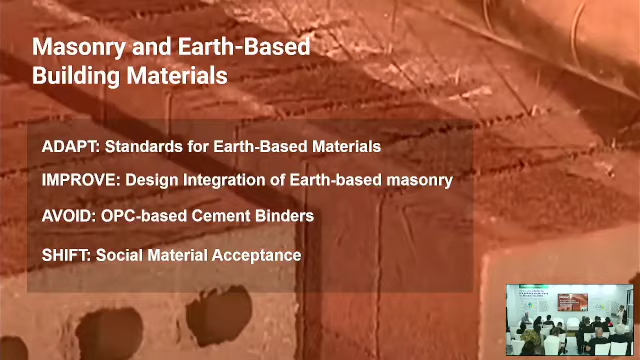 Masonry and Earth-Based
Building Materials
ADAPT: Standards for Earth-Based Materials
IMPROVE: Design Integration of Earth-based masonry
AVOID: OPC-based Cement Binders
SHIFT: Social Material Acceptance